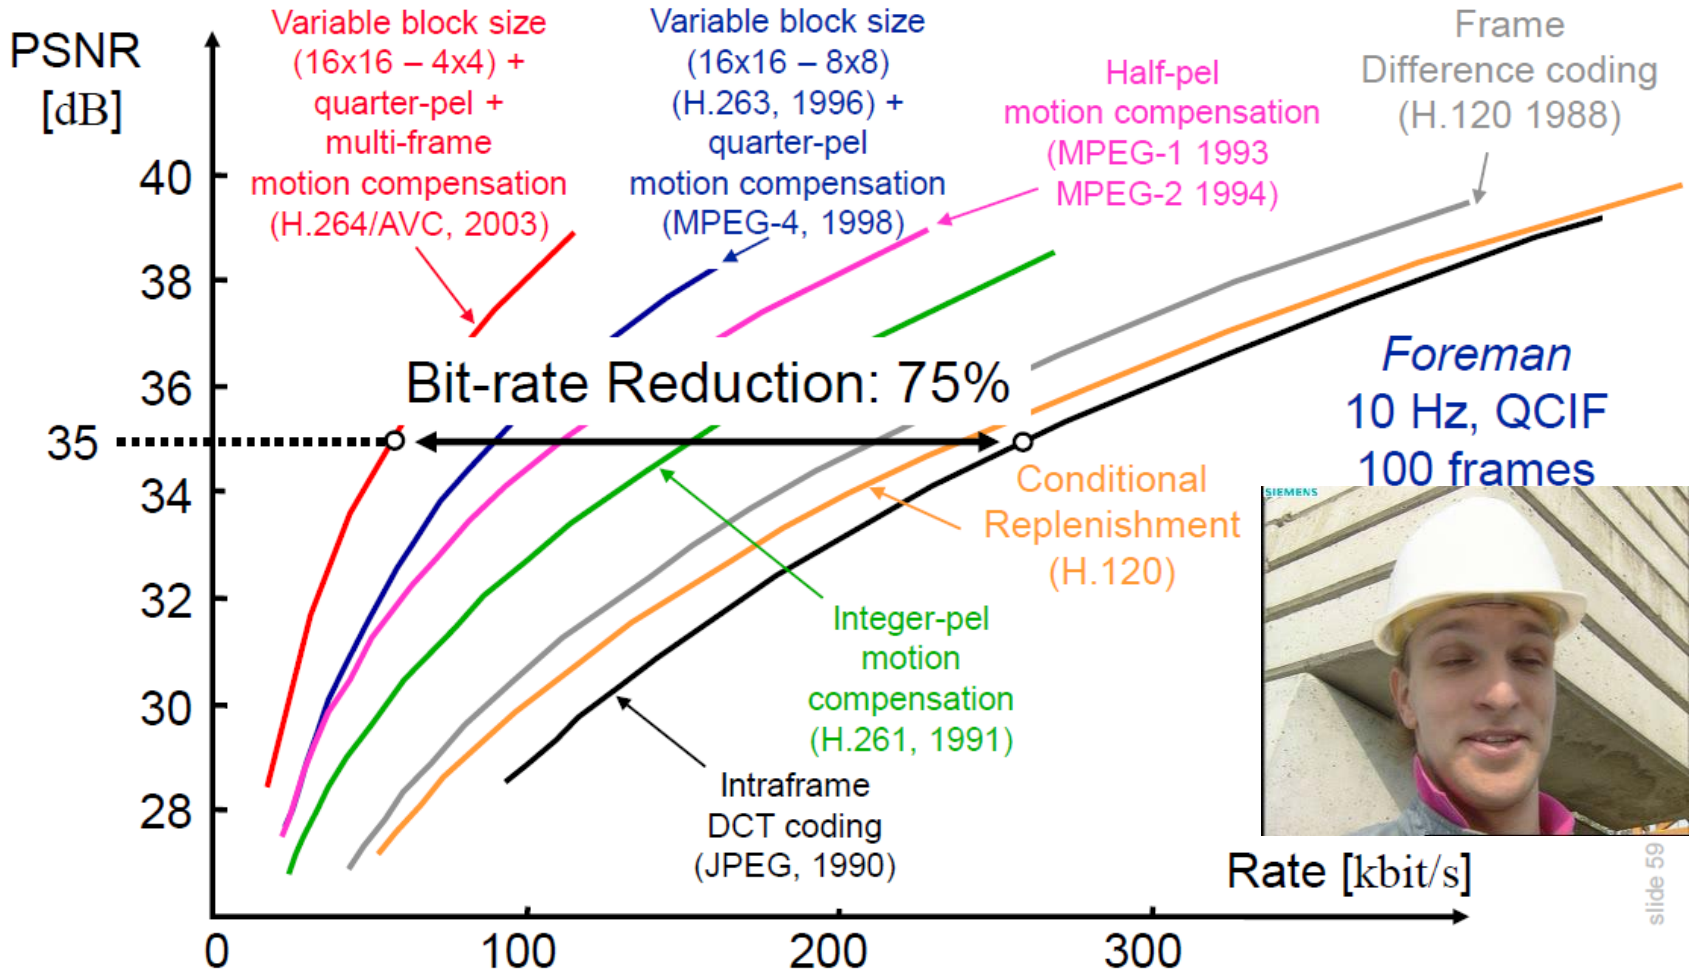 PSNR
[dB]
Variable block size
(16x16 – 4x4) +
quarter-pel +
multi-frame
motion compensation
(H.264/AVC, 2003)
Variable block size
(16x16 – 8x8)
(H.263, 1996) +
quarter-pel
motion compensation
(MPEG-4, 1998)
Half-pel
motion compensation
(MPEG-1 1993
MPEG-2 1994)
Frame
Difference coding
(H.120 1988)
40
38
36
35
34
32
30
28
Bit-rate Reduction: 75%
Foreman
10 Hz, QCIF
100 frames
SIEMENS
Conditional
Replenishment
(H.120)
Integer-pel
motion
compensation
(H.261, 1991)
Intraframe
DCT coding
(JPEG, 1990)
Rate [kbit/s]
slide 59
0
100
200
300